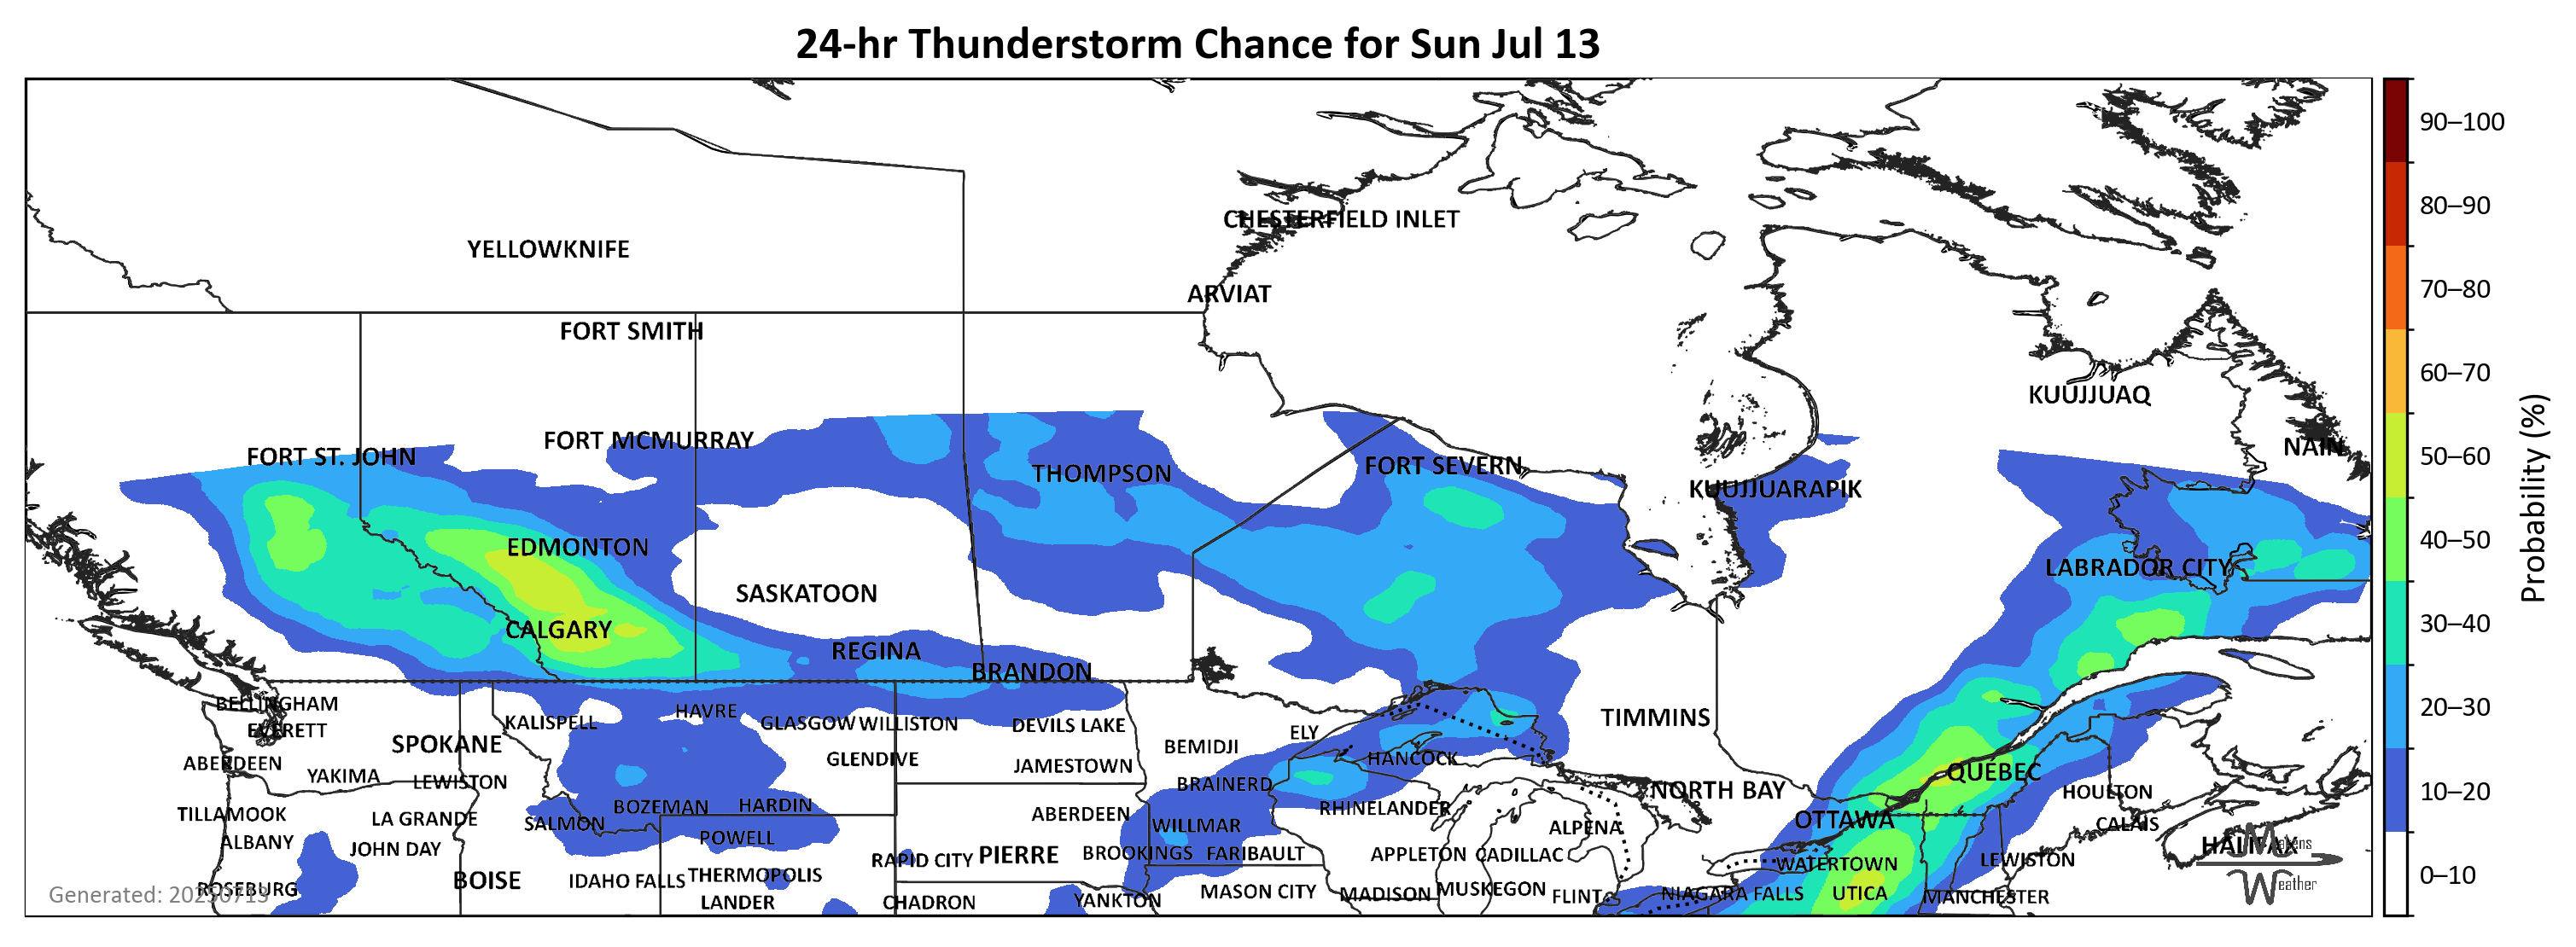 24-hr Thunderstorm Chance for Sun Jul 13
90–100
80–90
70–80
60–70
50–60
40–50
30–40
20–30
10–20
0–10
Probability (%)
CHESTERFIELD INLET
YELLOWKNIFE
ARVIAT
FORT SMITH
KUUJJUAQ
FORT MCMURRAY
NAIN
FORT ST. JOHN
FORT SEVERN
THOMPSON
KUUJJUARAPIK
EDMONTON
LABRADOR CITY
SASKATOON
CALGARY
REGINA
BRANDON
BELLINGHAM
HAVRE
TIMMINS
KALISPELL
GLASGOW
WILLISTON
DEVILS LAKE
EVERETT
ELY
SPOKANE
BEMIDJI
GLENDIVE
HANCOCK
ABERDEEN
JAMESTOWN
QUÉBEC
YAKIMA
LEWISTON
BRAINERD
NORTH BAY
HOULTON
BOZEMAN
HARDIN
RHINELANDER
TILLAMOOK
LA GRANDE
SALMON
ABERDEEN
WILLMAR
ALPENA
OTTAWA
CALAIS
ALBANY
JOHN DAY
POWELL
HALIFAX
RAPID CITY
PIERRE
BROOKINGS
FARIBAULT
APPLETON
CADILLAC
WATERTOWN
LEWISTON
ROSEBURG
BOISE
IDAHO FALLS
THERMOPOLIS
MASON CITY
MADISON
MUSKEGON
FLINT
NIAGARA FALLS
UTICA
MANCHESTER
LANDER
CHADRON
YANKTON
Generated: 20250713
Weather